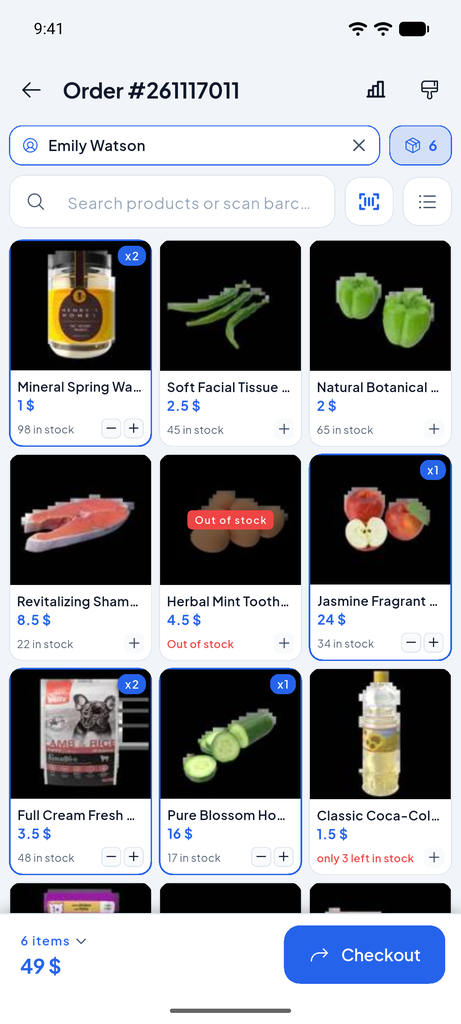 9:41
Order #261117011
Emily Watson
6
Search products or scan barc...
x2
Mineral Spring Wa...
1 $
98 in stock
Soft Facial Tissue ...
2.5 $
45 in stock
Natural Botanical ...
2 $
65 in stock
Revitalizing Sham...
8.5 $
22 in stock
Out of stock
Herbal Mint Tooth...
4.5 $
Out of stock
x1
Jasmine Fragrant ...
24 $
34 in stock
x2
LAMB & RICE
Full Cream Fresh ...
3.5 $
48 in stock
x1
Pure Blossom Ho...
16 $
17 in stock
Classic Coca-Col...
1.5 $
only 3 left in stock
6 items
49 $
Checkout